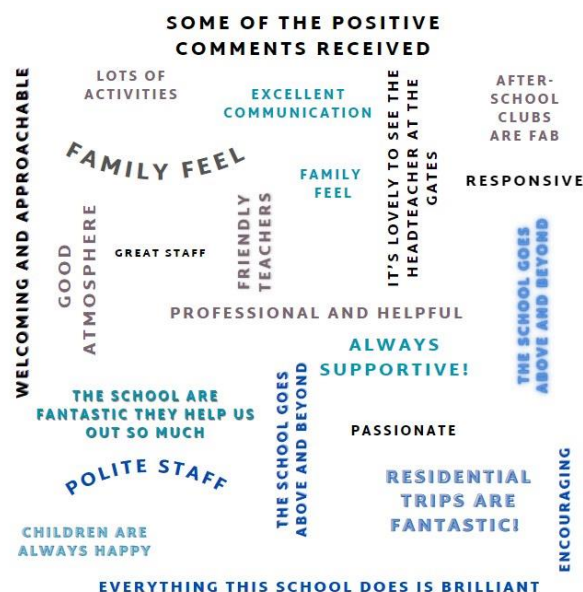 SOME OF THE POSITIVE
COMMENTS RECEIVED
WELCOMING AND APPROACHABLE
LOTS OF
ACTIVITIES
EXCELLENT
COMMUNICATION
IT'S LOVELY TO SEE THE
HEADTEACHER AT THE
GATES
AFTER-
SCHOOL
CLUBS
ARE FAB
FAMILY FEEL
FAMILY
FEEL
RESPONSIVE
GOOD
ATMOSPHERE
GREAT STAFF
FRIENDLY
TEACHERS
THE SCHOOL GOES
ABOVE AND BEYOND
PROFESSIONAL AND HELPFUL
ALWAYS
SUPPORTIVE!
THE SCHOOL ARE
FANTASTIC THEY HELP US
OUT SO MUCH
THE SCHOOL GOES
ABOVE AND BEYOND
PASSIONATE
POLITE STAFF
RESIDENTIAL
TRIPS ARE
FANTASTIC!
ENCOURAGING
CHILDREN ARE
ALWAYS HAPPY
EVERYTHING THIS SCHOOL DOES IS BRILLIANT